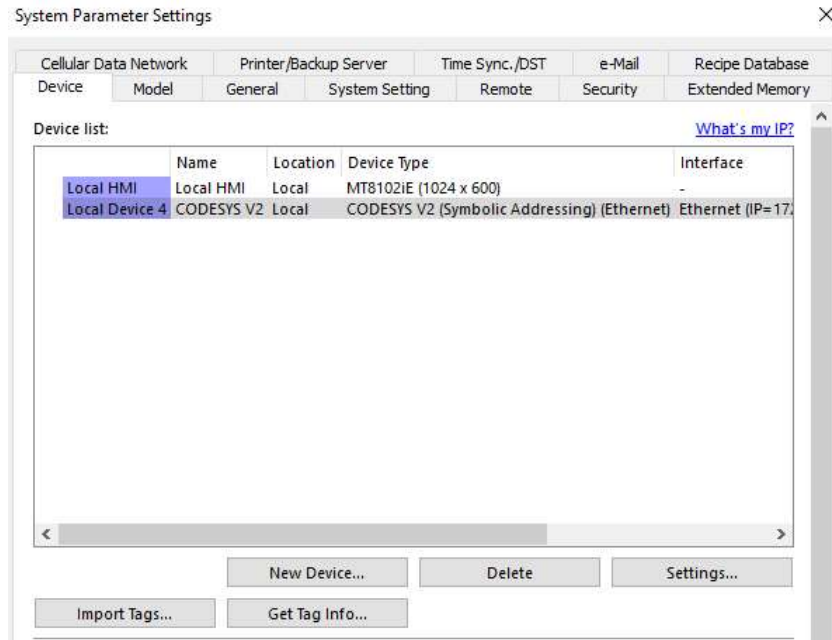 System Parameter Settings
Cellular Data Network Printer/Backup Server Time Sync./DST e-Mail Recipe Database
Device Model General System Setting Remote Security Extended Memory
Device list: What's my IP?
Name Location Device Type Interface
Local HMI Local HMI Local MT8102iE (1024 x 600) -
Local Device 4 CODESYS V2 Local CODESYS V2 (Symbolic Addressing) (Ethernet) Ethernet (IP=172
New Device... Delete Settings...
Import Tags... Get Tag Info...